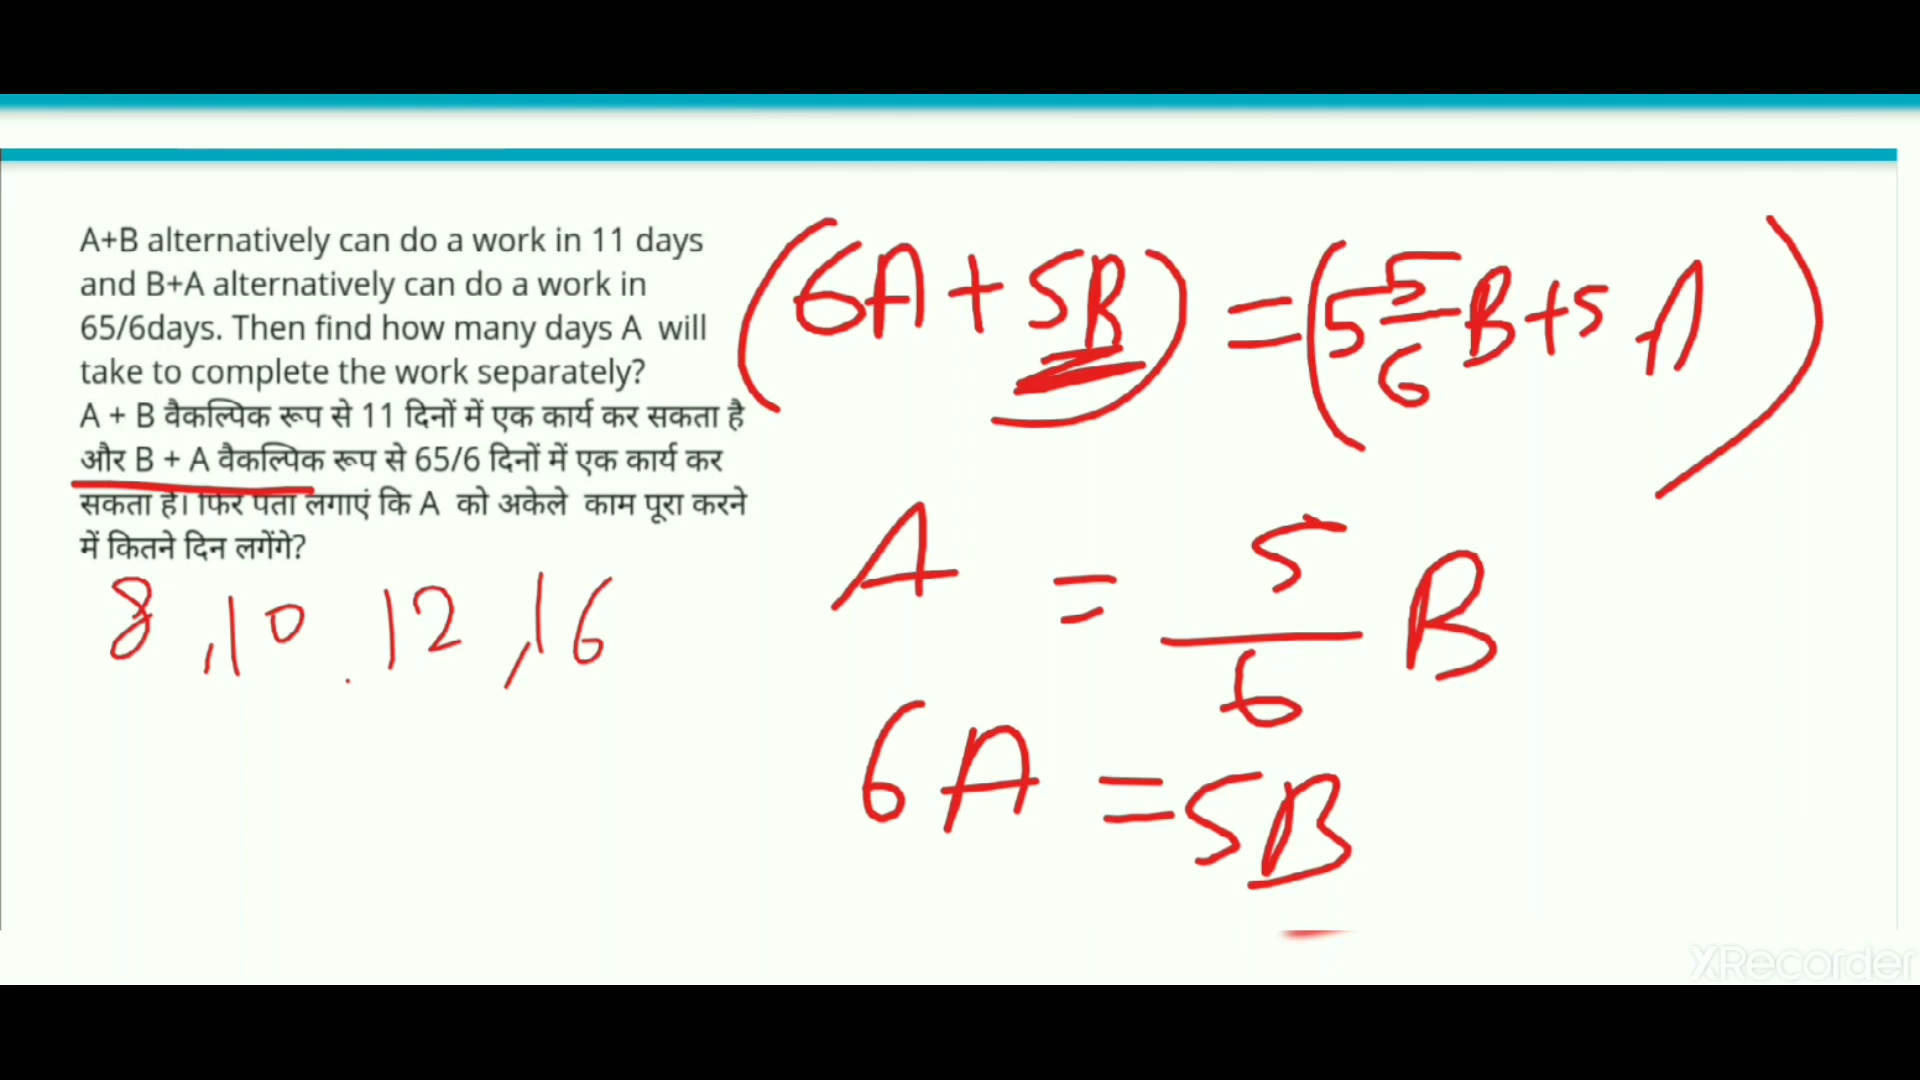 A+B alternatively can do a work in 11 days
and B+A alternatively can do a work in
65/6days. Then find how many days A will
take to complete the work separately?
A + B वैकल्पिक रूप से 11 दिनों में एक कार्य कर सकता है
और B + A वैकल्पिक रूप से 65/6 दिनों में एक कार्य कर
सकता है। फिर पता लगाएं कि A को अकेले काम पूरा करने
में कितने दिन लगेंगे?
8 , 10 . 12 , 16
(6A + 5B) = (5 5/6 B + 5 A)
A = 5/6 B
6A = 5B
XRecorder